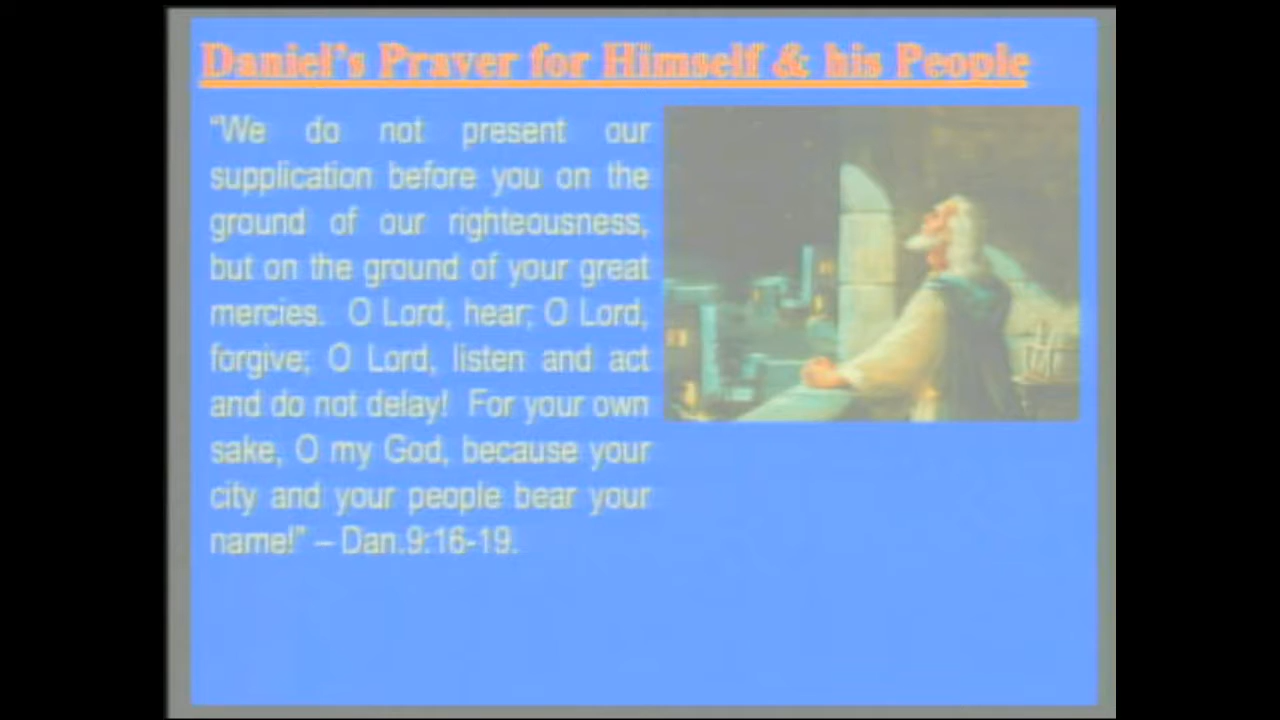 Daniel's Prayer for Himself & his People
"We do not present our
supplication before you on the
ground of our righteousness,
but on the ground of your great
mercies. O Lord, hear; O Lord,
forgive; O Lord, listen and act
and do not delay! For your own
sake, O my God, because your
city and your people bear your
name!" – Dan.9:16-19.